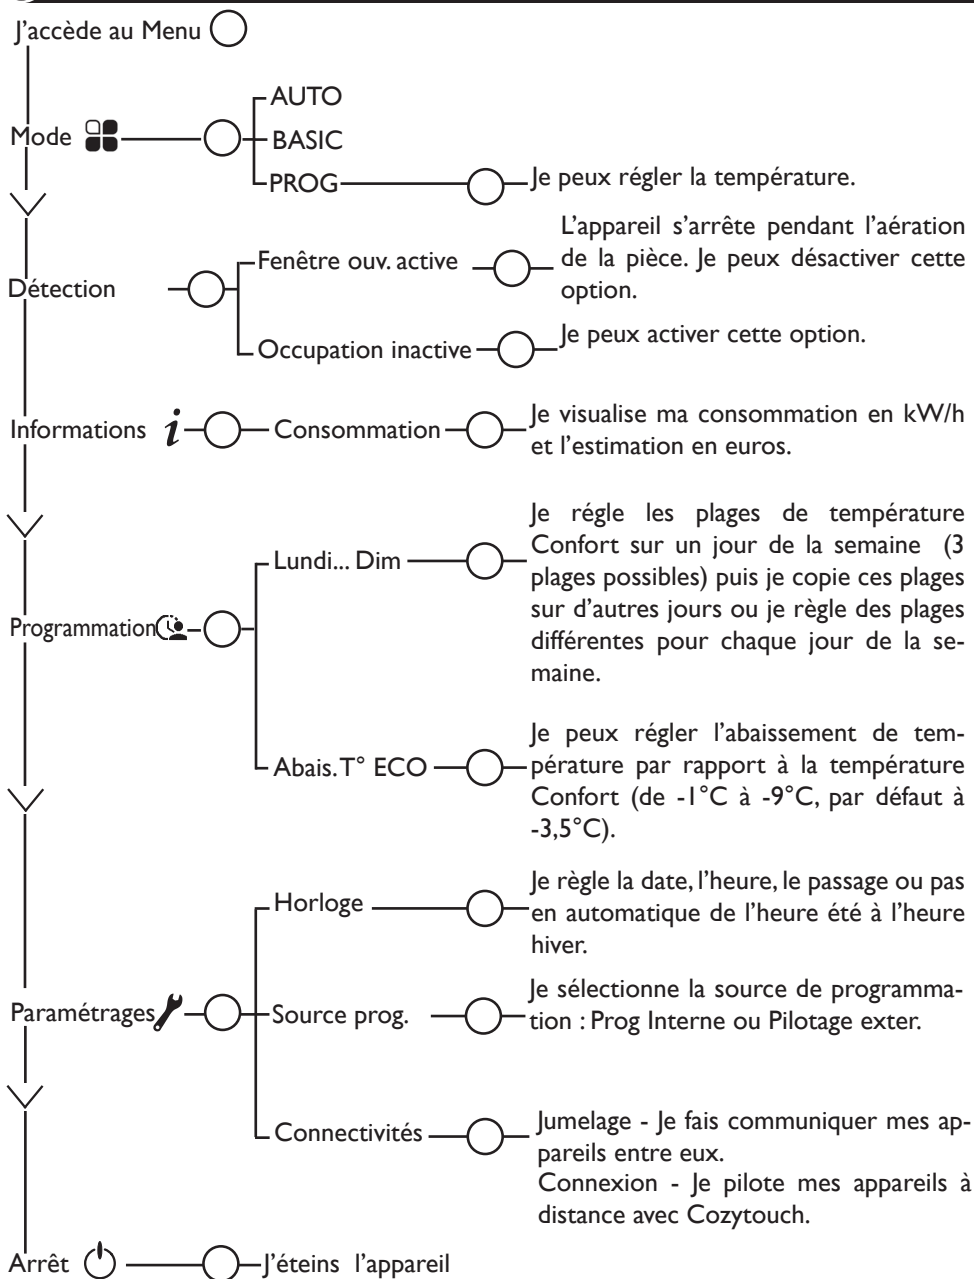 J'accède au Menu
Mode
AUTO
BASIC
PROG
Je peux régler la température.
Détection
Fenêtre ouv. active
L'appareil s'arrête pendant l'aération
de la pièce. Je peux désactiver cette
option.
Occupation inactive
Je peux activer cette option.
Informations i
Consommation
Je visualise ma consommation en kW/h
et l'estimation en euros.
Programmation
Lundi... Dim
Je régle les plages de température
Confort sur un jour de la semaine (3
plages possibles) puis je copie ces plages
sur d'autres jours ou je règle des plages
différentes pour chaque jour de la se-
maine.
Abais.T° ECO
Je peux régler l'abaissement de tem-
pérature par rapport à la température
Confort (de -1°C à -9°C, par défaut à
-3,5°C).
Paramétrages
Horloge
Je règle la date, l'heure, le passage ou pas
en automatique de l'heure été à l'heure
hiver.
Source prog.
Je sélectionne la source de programma-
tion : Prog Interne ou Pilotage exter.
Connectivités
Jumelage - Je fais communiquer mes ap-
pareils entre eux.
Connexion - Je pilote mes appareils à
distance avec Cozytouch.
Arrêt
J'éteins l'appareil